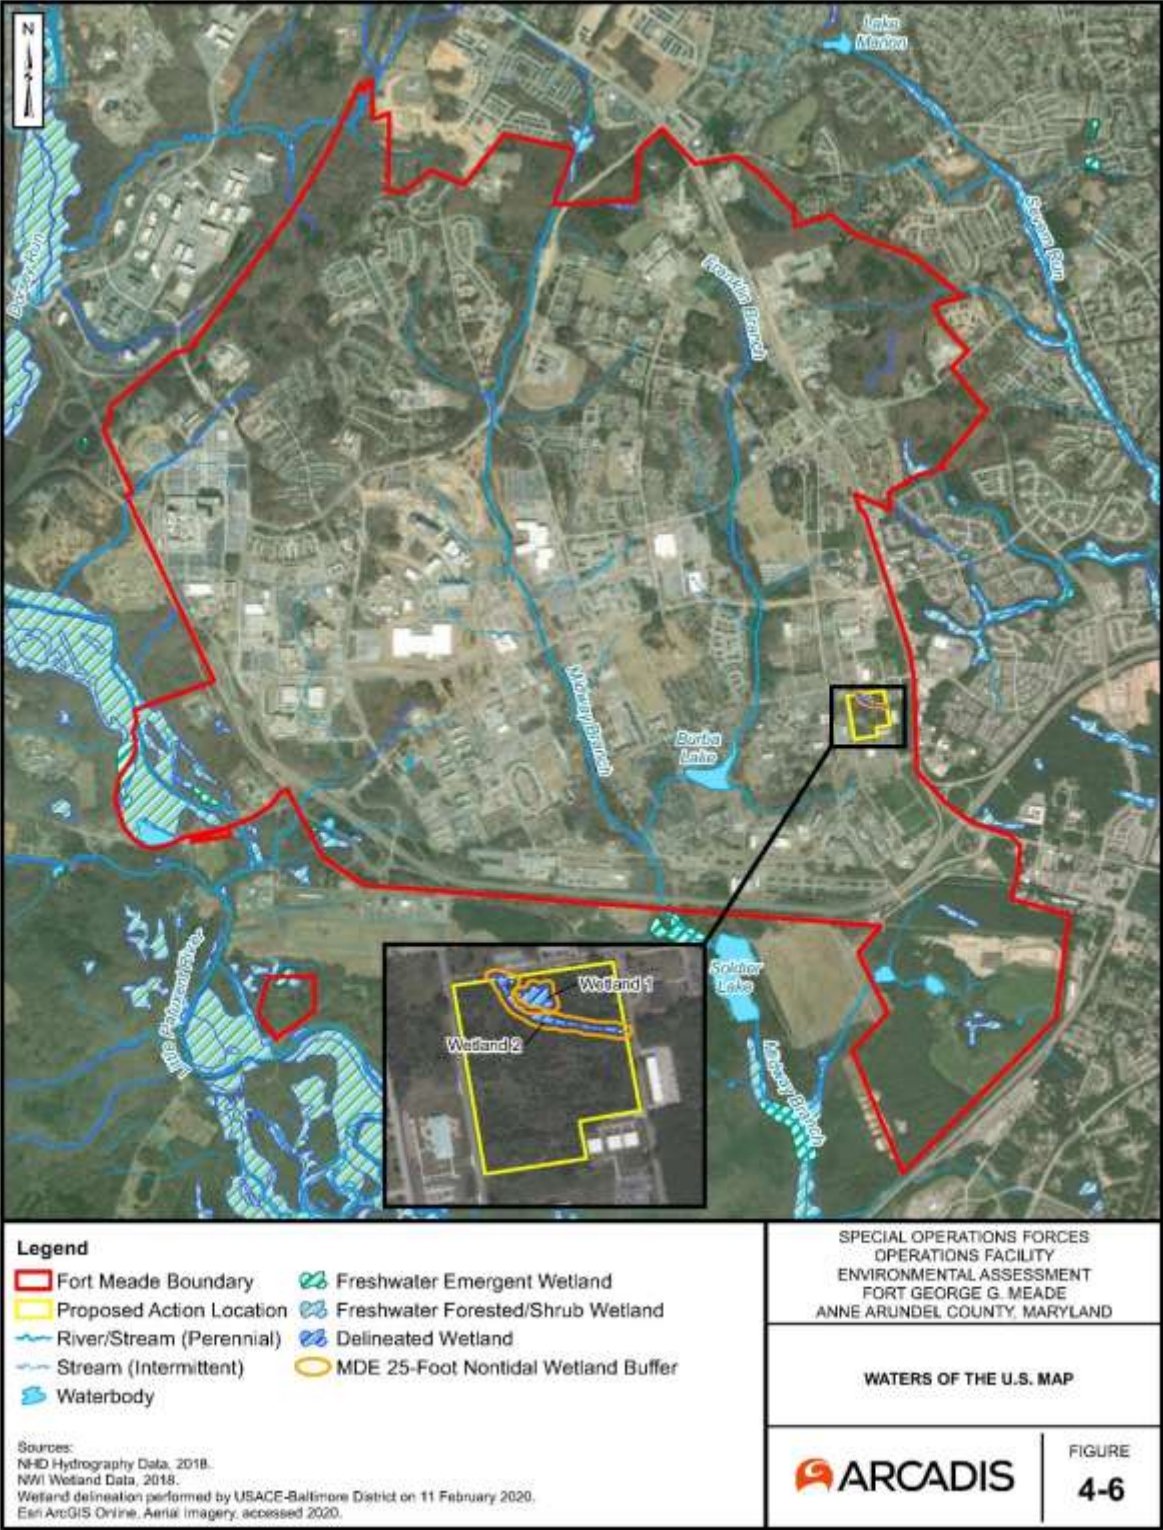 N
Lake
Marion
Dorsey Run
Severn Run
Franklin Branch
Midway Branch
Burba
Lake
Little Patuxent River
Soldier
Lake
Midway Branch
Wetland 1
Wetland 2
Legend
Fort Meade Boundary
Proposed Action Location
River/Stream (Perennial)
Stream (Intermittent)
Waterbody
Freshwater Emergent Wetland
Freshwater Forested/Shrub Wetland
Delineated Wetland
MDE 25-Foot Nontidal Wetland Buffer
Sources:
NHD Hydrography Data, 2018.
NWI Wetland Data, 2018.
Wetland delineation performed by USACE-Baltimore District on 11 February 2020.
Esri ArcGIS Online, Aerial Imagery, accessed 2020.
SPECIAL OPERATIONS FORCES
OPERATIONS FACILITY
ENVIRONMENTAL ASSESSMENT
FORT GEORGE G. MEADE
ANNE ARUNDEL COUNTY, MARYLAND
WATERS OF THE U.S. MAP
ARCADIS
FIGURE
4-6